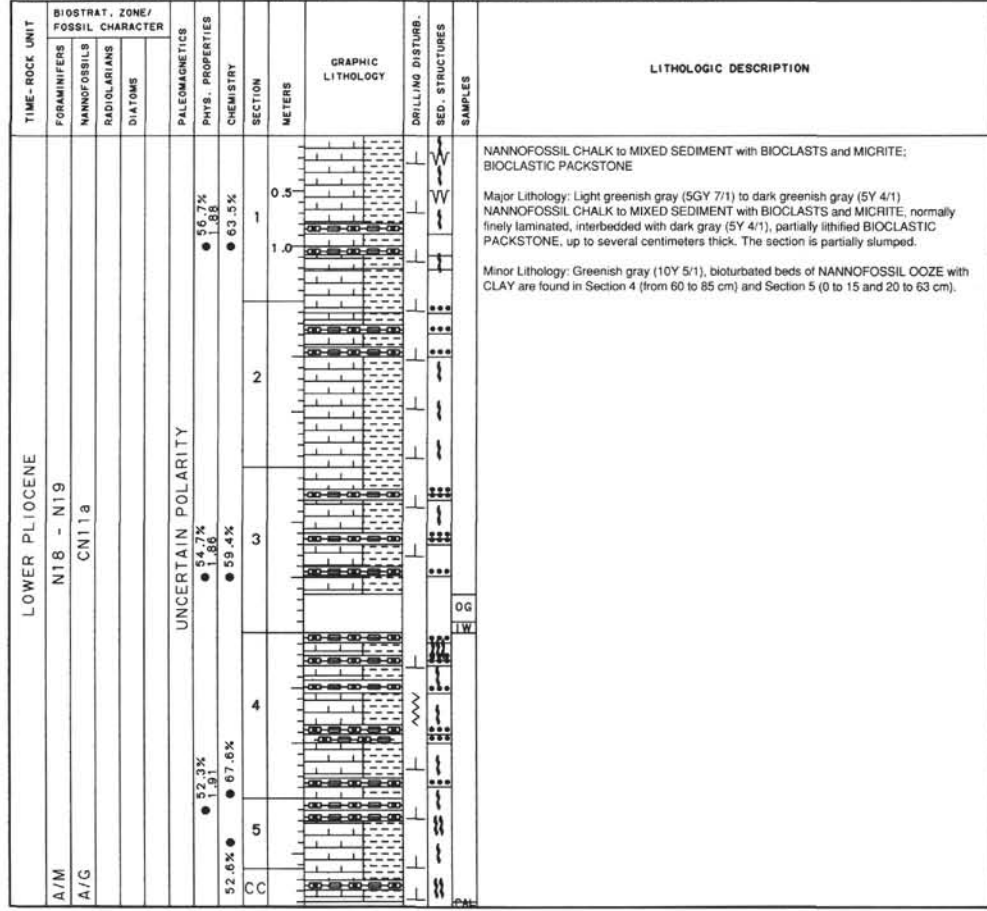 BIOSTRAT. ZONE/
FOSSIL CHARACTER
TIME-ROCK UNIT
FORAMINIFERS
NANNOFOSSILS
RADIOLARIANS
DIATOMS
PALEOMAGNETICS
PHYS. PROPERTIES
CHEMISTRY
SECTION
METERS
GRAPHIC
LITHOLOGY
DRILLING DISTURB.
SED. STRUCTURES
SAMPLES
LITHOLOGIC DESCRIPTION
NANNOFOSSIL CHALK to MIXED SEDIMENT with BIOCLASTS and MICRITE;
BIOCLASTIC PACKSTONE
Major Lithology: Light greenish gray (5GY 7/1) to dark greenish gray (5Y 4/1)
NANNOFOSSIL CHALK to MIXED SEDIMENT with BIOCLASTS and MICRITE, normally
finely laminated, interbedded with dark gray (5Y 4/1), partially lithified BIOCLASTIC
PACKSTONE, up to several centimeters thick. The section is partially slumped.
Minor Lithology: Greenish gray (10Y 5/1), bioturbated beds of NANNOFOSSIL OOZE with
CLAY are found in Section 4 (from 60 to 85 cm) and Section 5 (0 to 15 and 20 to 63 cm).
LOWER PLIOCENE
N18 - N19
A/M
CN11a
A/G
UNCERTAIN POLARITY
56.7%
1.88
63.5%
54.7%
1.86
59.4%
52.3%
1.91
67.6%
52.6%
1
2
3
4
5
CC
0.5
1.0
OG
IW
PAL